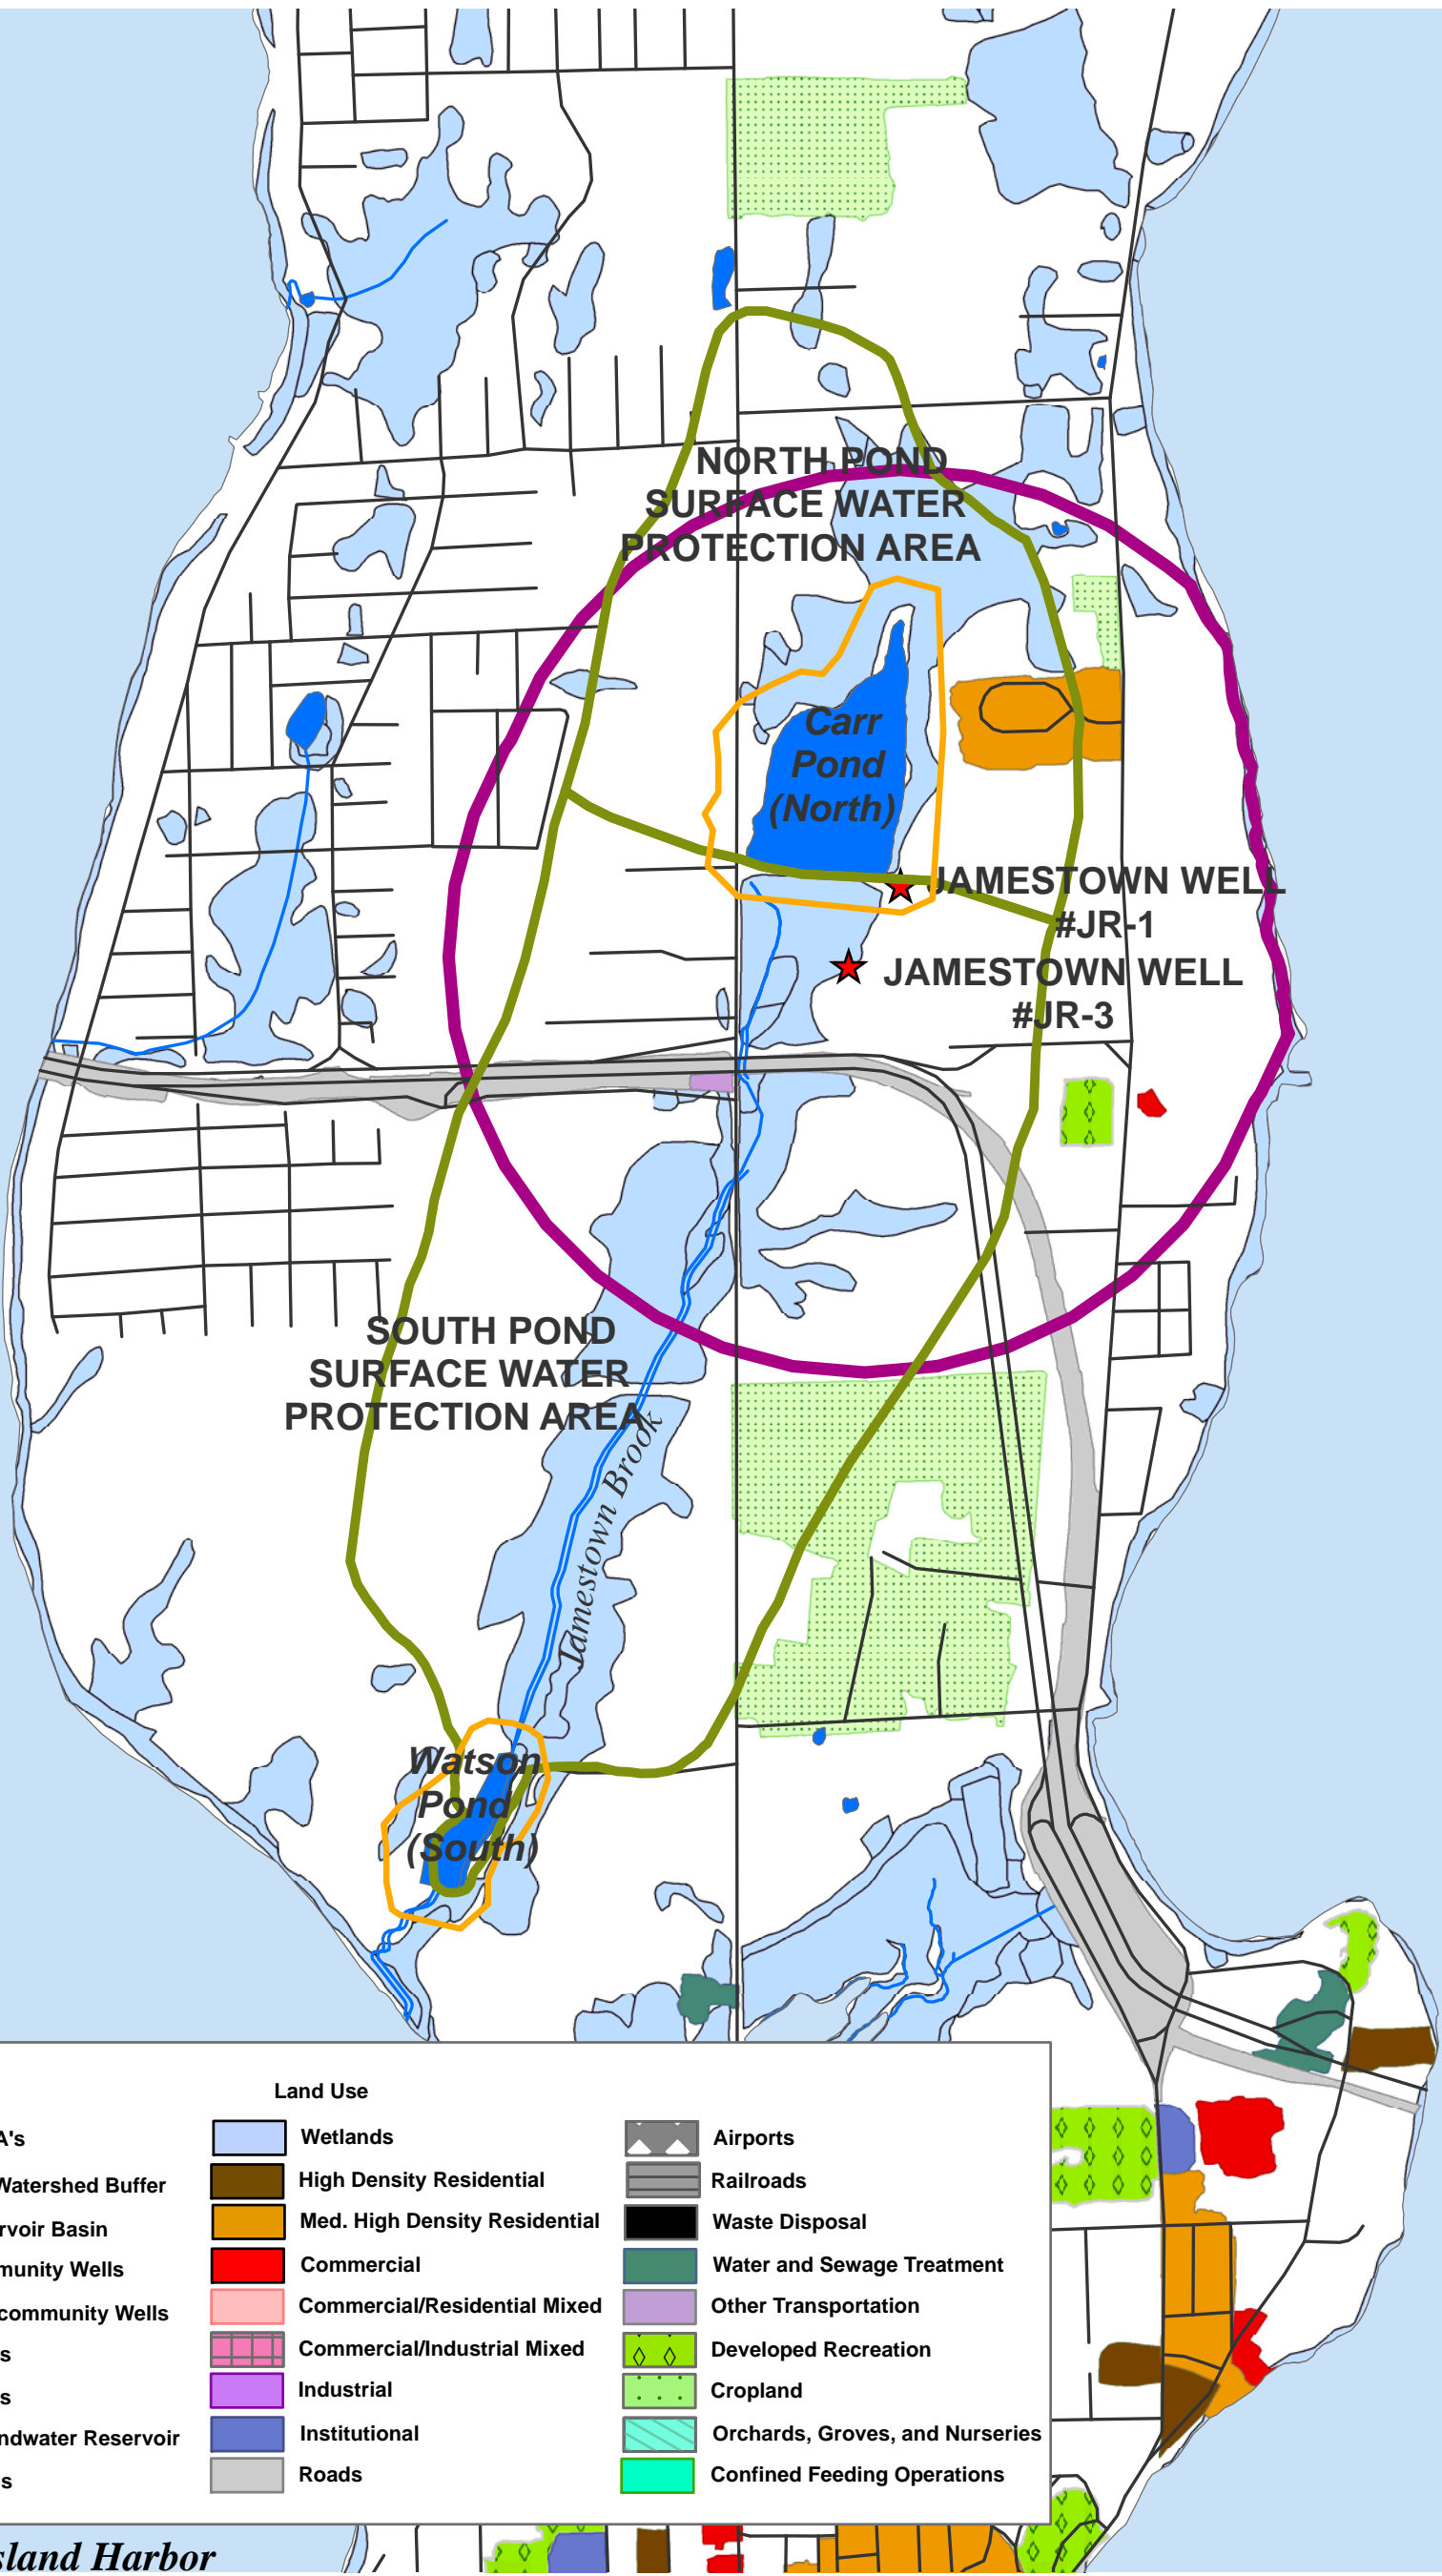 NORTH POND
SURFACE WATER
PROTECTION AREA
Carr
Pond
(North)
JAMESTOWN WELL
#JR-1
JAMESTOWN WELL
#JR-3
SOUTH POND
SURFACE WATER
PROTECTION AREA
Jamestown Brook
Watson
Pond
(South)
Land Use
A's
Watershed Buffer
rvoir Basin
munity Wells
community Wells
s
s
ndwater Reservoir
s
Wetlands
High Density Residential
Med. High Density Residential
Commercial
Commercial/Residential Mixed
Commercial/Industrial Mixed
Industrial
Institutional
Roads
Airports
Railroads
Waste Disposal
Water and Sewage Treatment
Other Transportation
Developed Recreation
Cropland
Orchards, Groves, and Nurseries
Confined Feeding Operations
sland Harbor